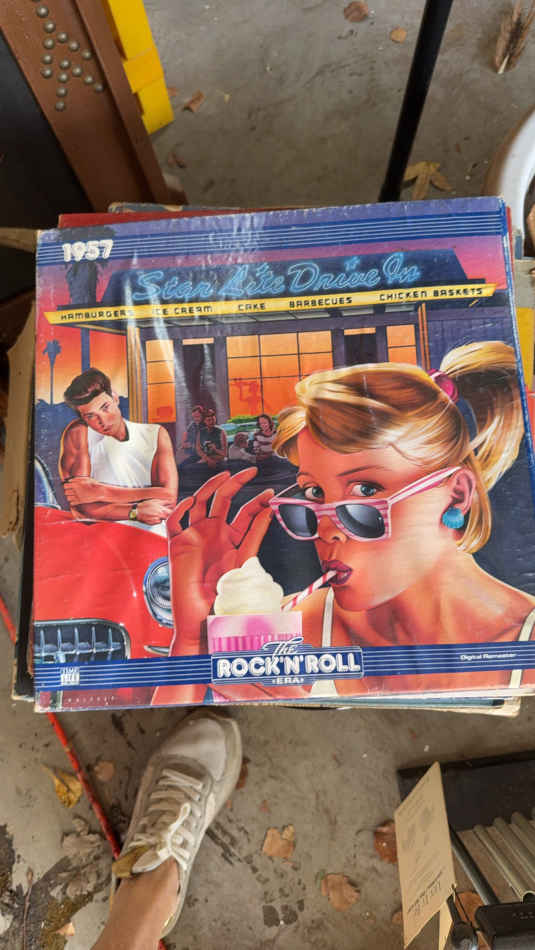 1957
Star Lite Drive In
HAMBURGERS ICE CREAM CAKE BARBECUES CHICKEN BASKETS
The
ROCK'N'ROLL
·ERA·
TIME
LIFE
MUSIC
Digital Remaster